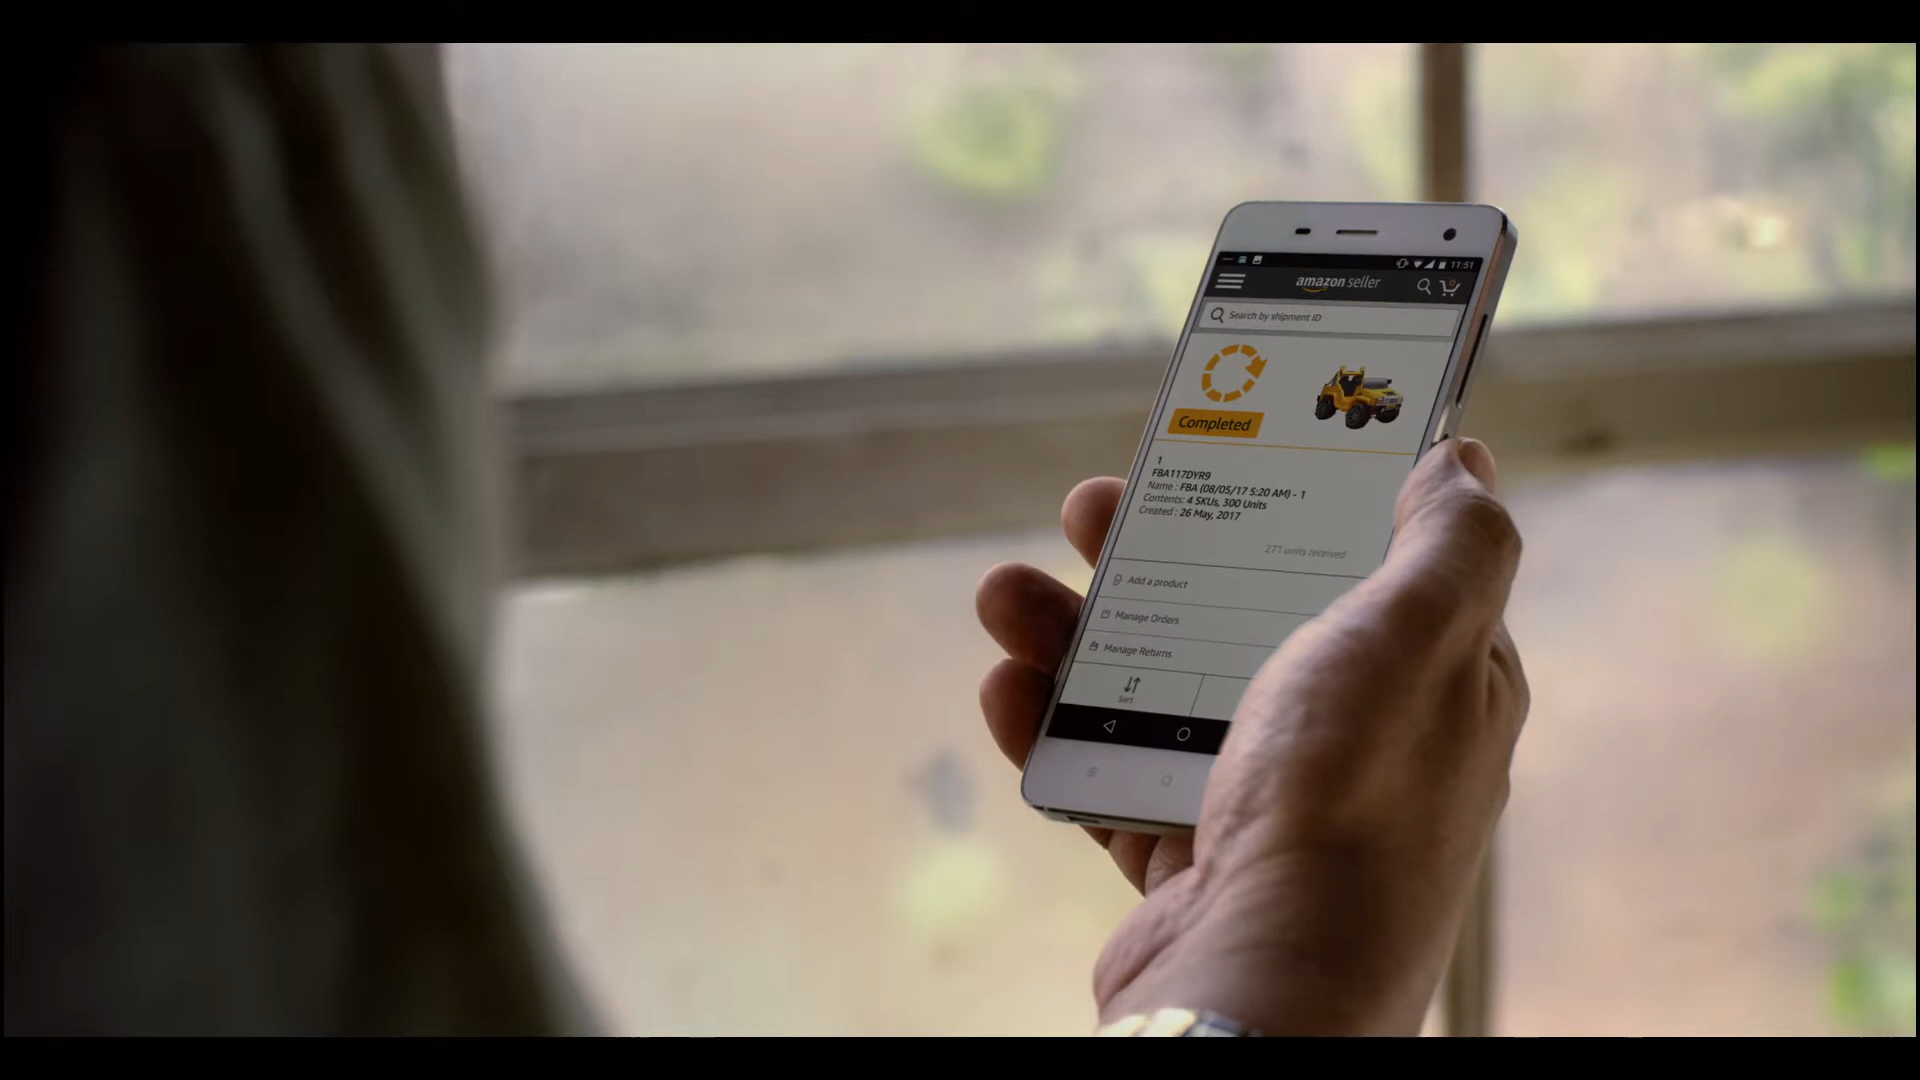 11:51
amazon seller
Search by shipment ID
Completed
1
FBA117DYR9
Name : FBA (08/05/17 5:20 AM) - 1
Contents: 4 SKUs, 300 Units
Created : 26 May, 2017
271 units received
Add a product
Manage Orders
Manage Returns
Sort